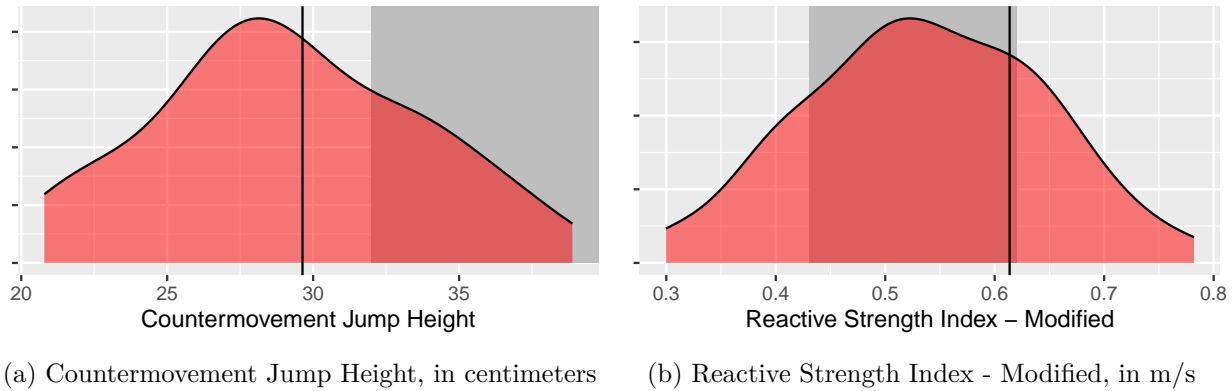 20 25 30 35
Countermovement Jump Height
(a) Countermovement Jump Height, in centimeters
0.3 0.4 0.5 0.6 0.7 0.8
Reactive Strength Index – Modified
(b) Reactive Strength Index - Modified, in m/s